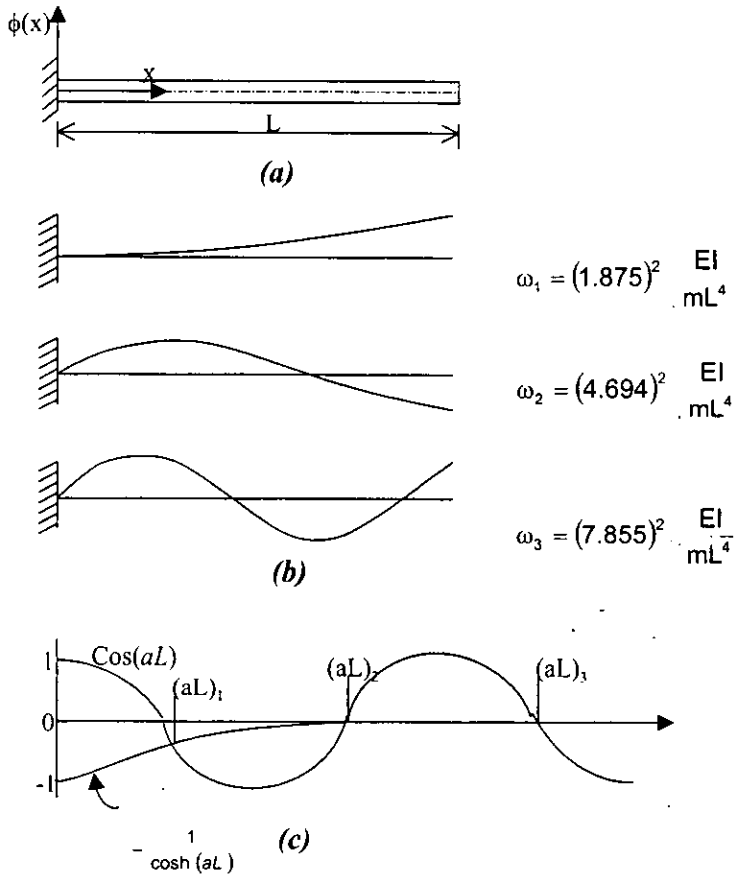 ϕ(x)
x
L
(a)
ω₁ = (1.875)² EI
mL⁴
ω₂ = (4.694)² EI
mL⁴
ω₃ = (7.855)² EI
mL⁴
(b)
1
Cos(aL)
(aL)₁
(aL)₂
(aL)₃
0
-1
(c)
- 1
cosh (aL)